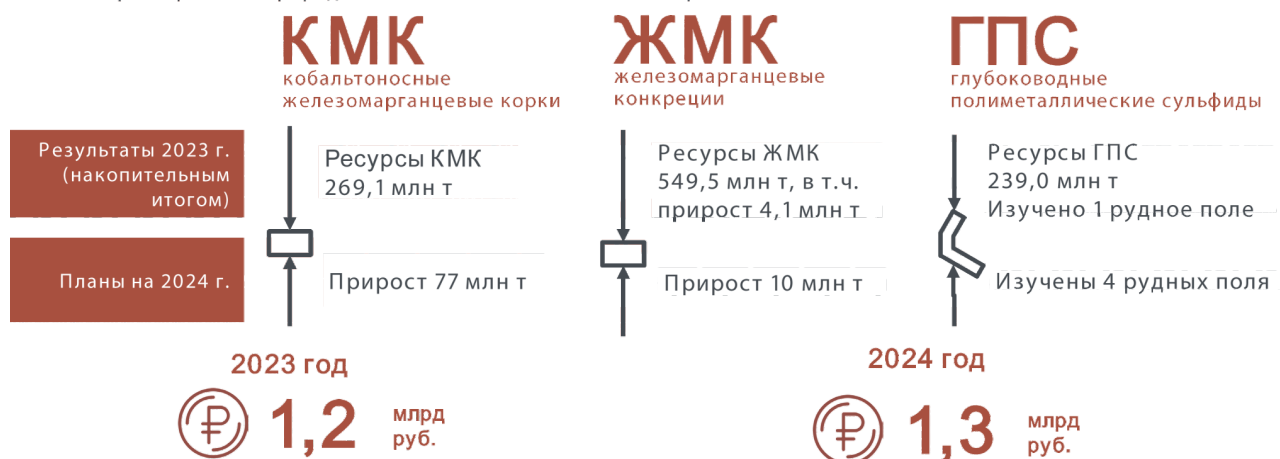 КМК
кобальтоносные
железомарганцевые корки
ЖМК
железомарганцевые
конкреции
ГПС
глубоководные
полиметаллические сульфиды
Результаты 2023 г.
(накопительным
итогом)
Ресурсы КМК
269,1 млн т
Ресурсы ЖМК
549,5 млн т, в т.ч.
прирост 4,1 млн т
Ресурсы ГПС
239,0 млн т
Изучено 1 рудное поле
Планы на 2024 г.
Прирост 77 млн т
Прирост 10 млн т
Изучены 4 рудных поля
2023 год
₽ 1,2 млрд
руб.
2024 год
₽ 1,3 млрд
руб.